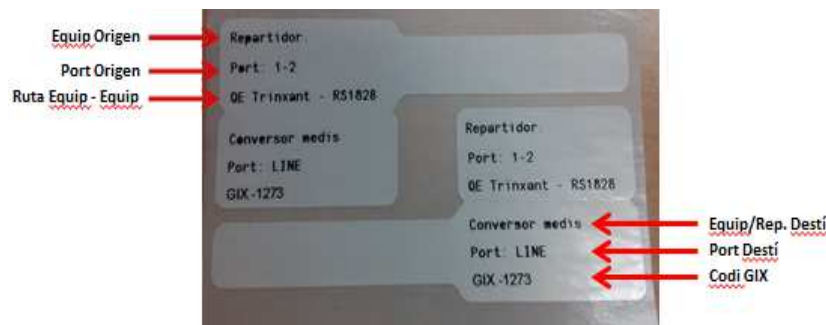 Equip Origen
Port Origen
Ruta Equip - Equip
Repartidor
Port: 1-2
QE Trinxant - RS1828
Conversor medis
Port: LINE
GIX-1273
Repartidor
Port: 1-2
QE Trinxant - RS1828
Conversor medis
Port: LINE
GIX-1273
Equip/Rep. Destí
Port Destí
Codi GIX